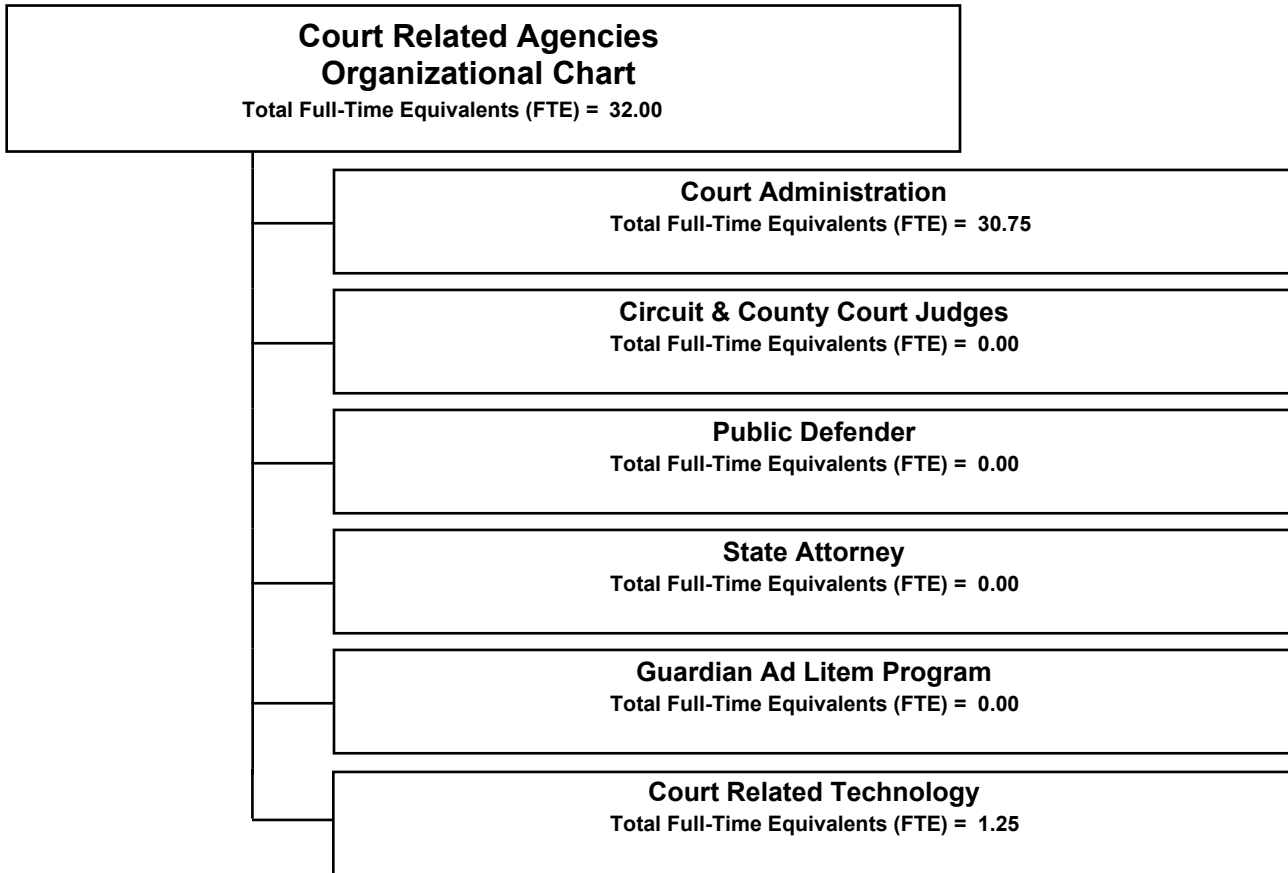 Court Related Agencies
Organizational Chart
Total Full-Time Equivalents (FTE) = 32.00
Court Administration
Total Full-Time Equivalents (FTE) = 30.75
Circuit & County Court Judges
Total Full-Time Equivalents (FTE) = 0.00
Public Defender
Total Full-Time Equivalents (FTE) = 0.00
State Attorney
Total Full-Time Equivalents (FTE) = 0.00
Guardian Ad Litem Program
Total Full-Time Equivalents (FTE) = 0.00
Court Related Technology
Total Full-Time Equivalents (FTE) = 1.25